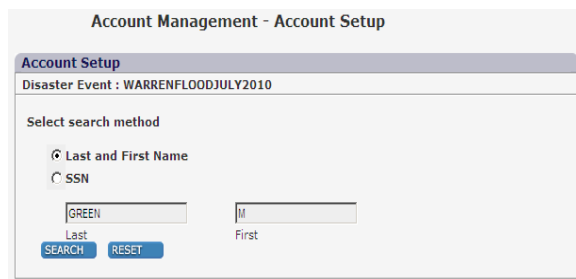 Account Management - Account Setup
Account Setup
Disaster Event : WARRENFLOODJULY2010
Select search method
Last and First Name
SSN
GREEN M
Last First
SEARCH RESET